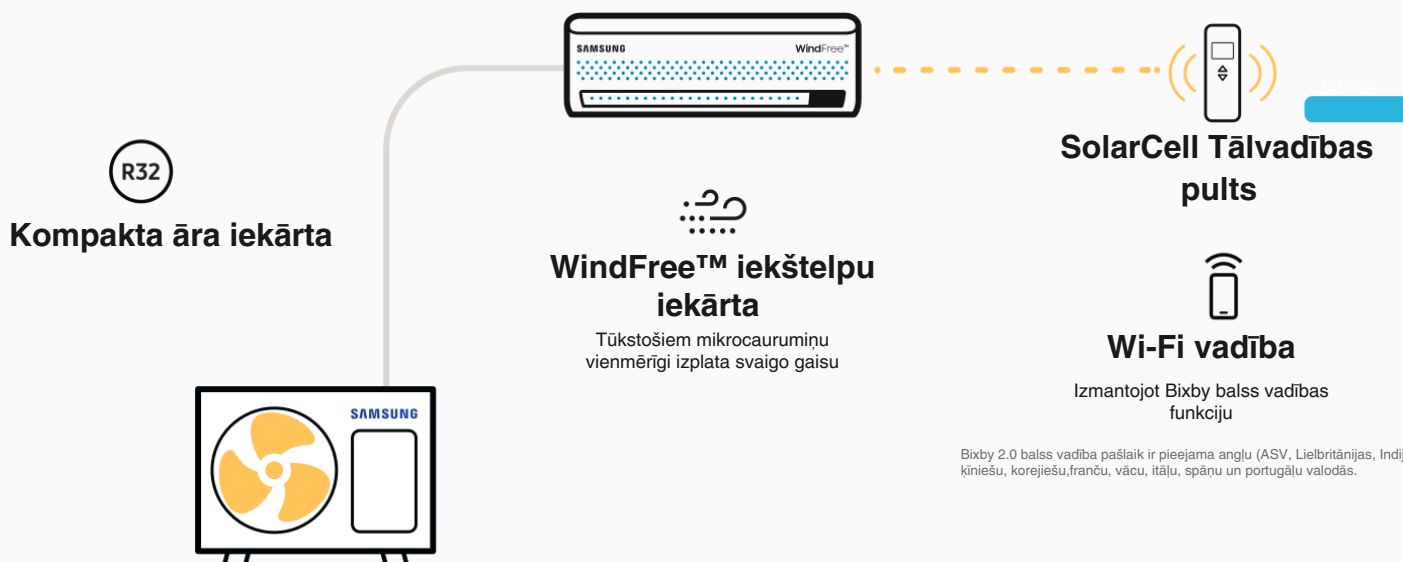 SAMSUNG
WindFree™
JAUNS
SolarCell Tālvadības
pults
R32
Kompakta āra iekārta
WindFree™ iekštelpu
iekārta
Tūkstošiem mikrocaurumiņu
vienmērīgi izplata svaigo gaisu
Wi-Fi vadība
Izmantojot Bixby balss vadības
funkciju
SAMSUNG
Bixby 2.0 balss vadība pašlaik ir pieejama angļu (ASV, Lielbritānijas,
ķīniešu, korejiešu,franču, vācu, itāļu, spāņu un portugāļu valodās.